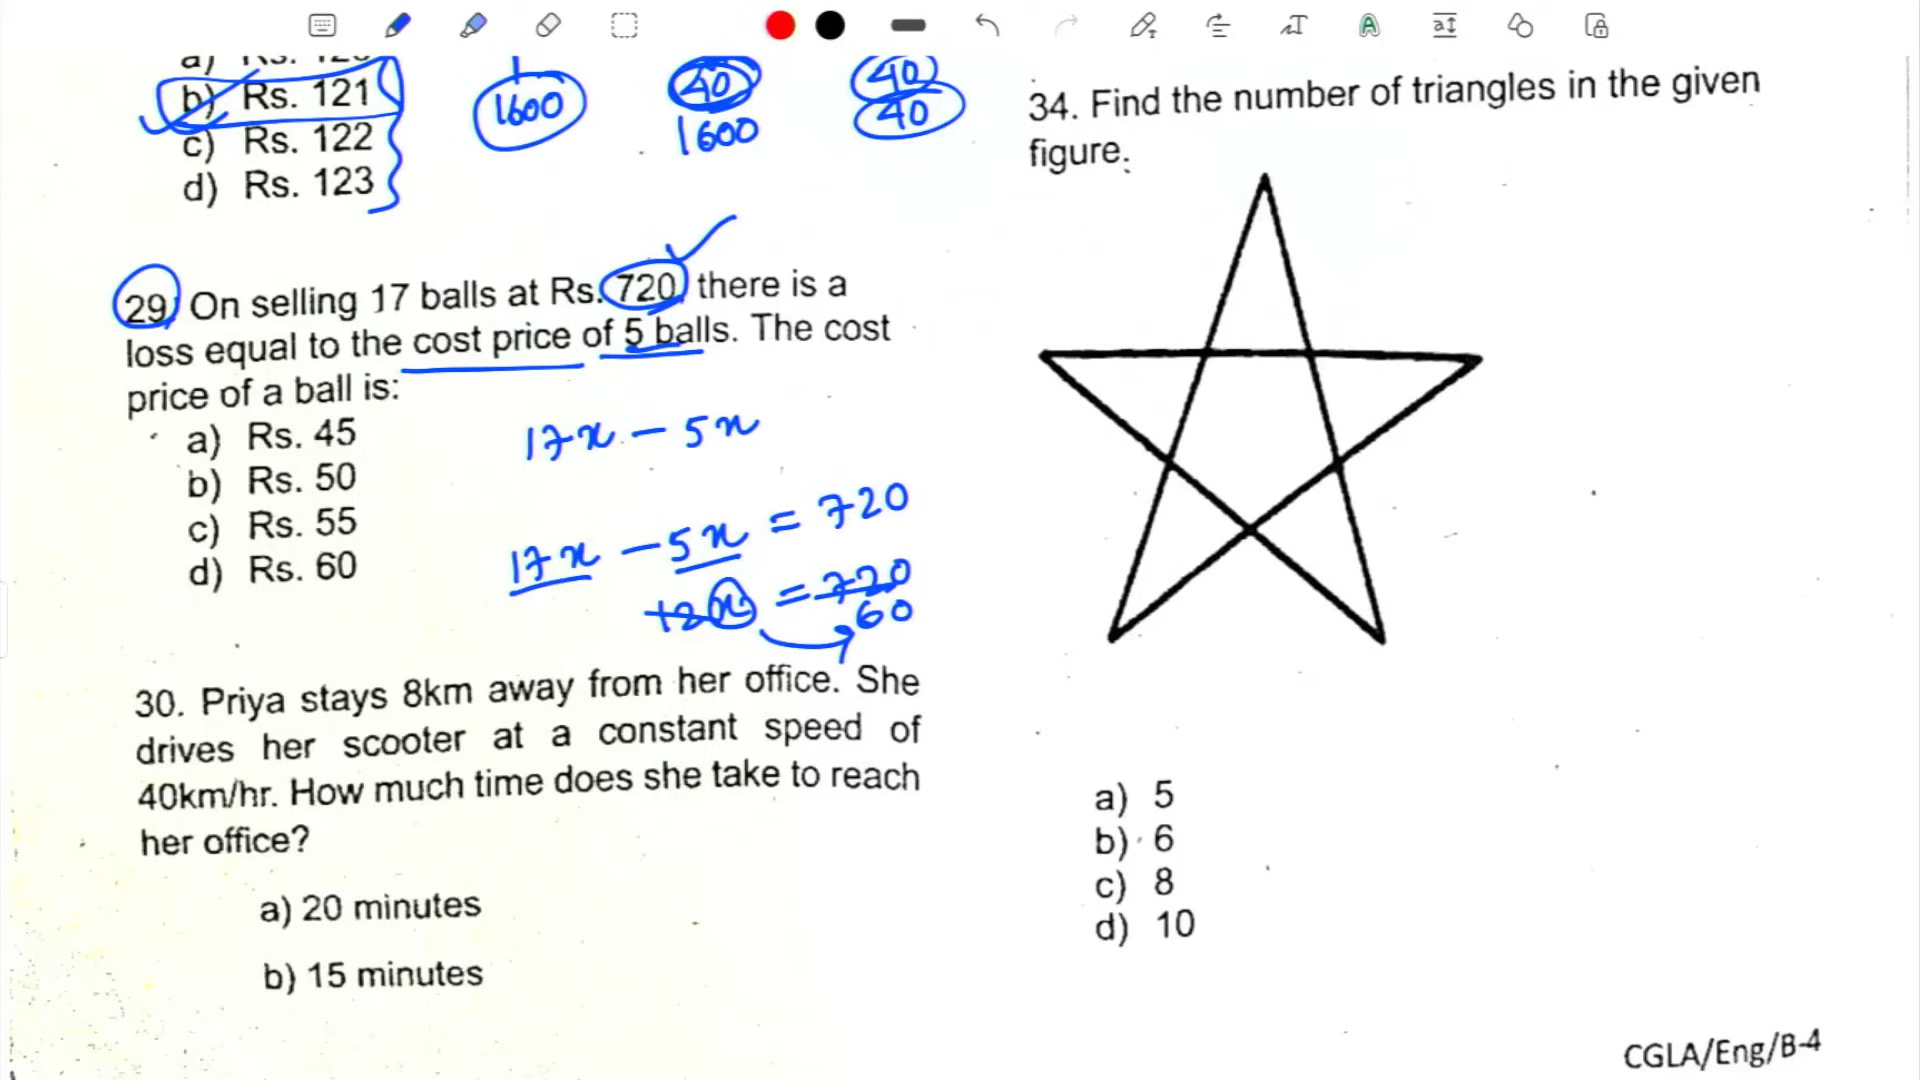 b) Rs. 121
c) Rs. 122
d) Rs. 123
1600
40
1600
40
40
29. On selling 17 balls at Rs. 720, there is a
loss equal to the cost price of 5 balls. The cost
price of a ball is:
a) Rs. 45
b) Rs. 50
c) Rs. 55
d) Rs. 60
17x - 5x
17x - 5x = 720
12x = 720
60
30. Priya stays 8km away from her office. She
drives her scooter at a constant speed of
40km/hr. How much time does she take to reach
her office?
a) 20 minutes
b) 15 minutes
34. Find the number of triangles in the given
figure.
a) 5
b) 6
c) 8
d) 10
CGLA/Eng/B-4